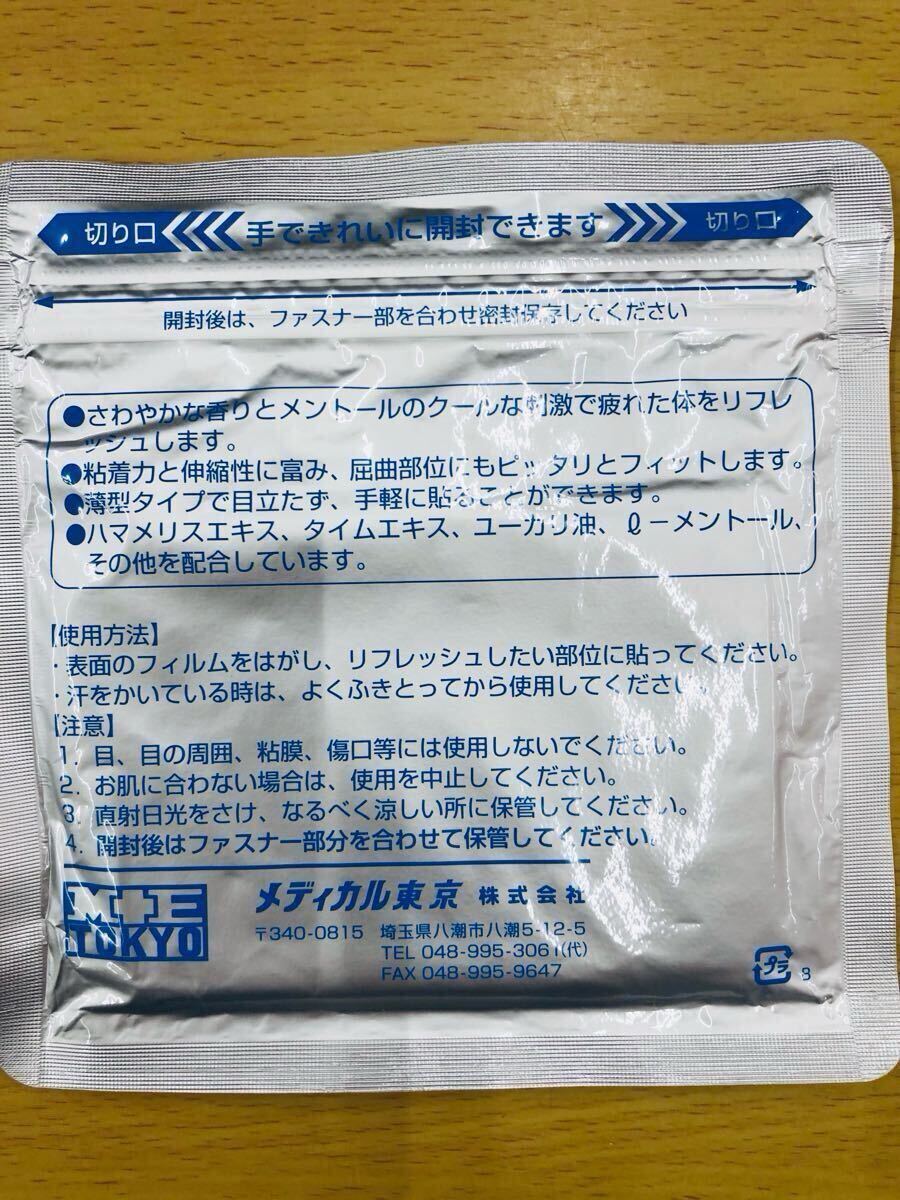 切り口 手できれいに開封できます 切り口
開封後は、ファスナー部を合わせ密封保存してください
●さわやかな香りとメントールのクールな刺激で疲れた体をリフレ
ッシュします。
●粘着力と伸縮性に富み、屈曲部位にもピッタリとフィットします。
●薄型タイプで目立たず、手軽に貼ることができます。
●ハマメリスエキス、タイムエキス、ユーカリ油、ℓーメントール、
その他を配合しています。
【使用方法】
・表面のフィルムをはがし、リフレッシュしたい部位に貼ってください。
・汗をかいている時は、よくふきとってから使用してください。
【注意】
1. 目、目の周囲、粘膜、傷口等には使用しないでください。
2. お肌に合わない場合は、使用を中止してください。
3. 直射日光をさけ、なるべく涼しい所に保管してください。
4. 開封後はファスナー部分を合わせて保管してください。
TOKYO
メディカル東京 株式会社
〒340-0815 埼玉県八潮市八潮5-12-5
TEL 048-995-3061(代)
FAX 048-995-9647
プラ 8